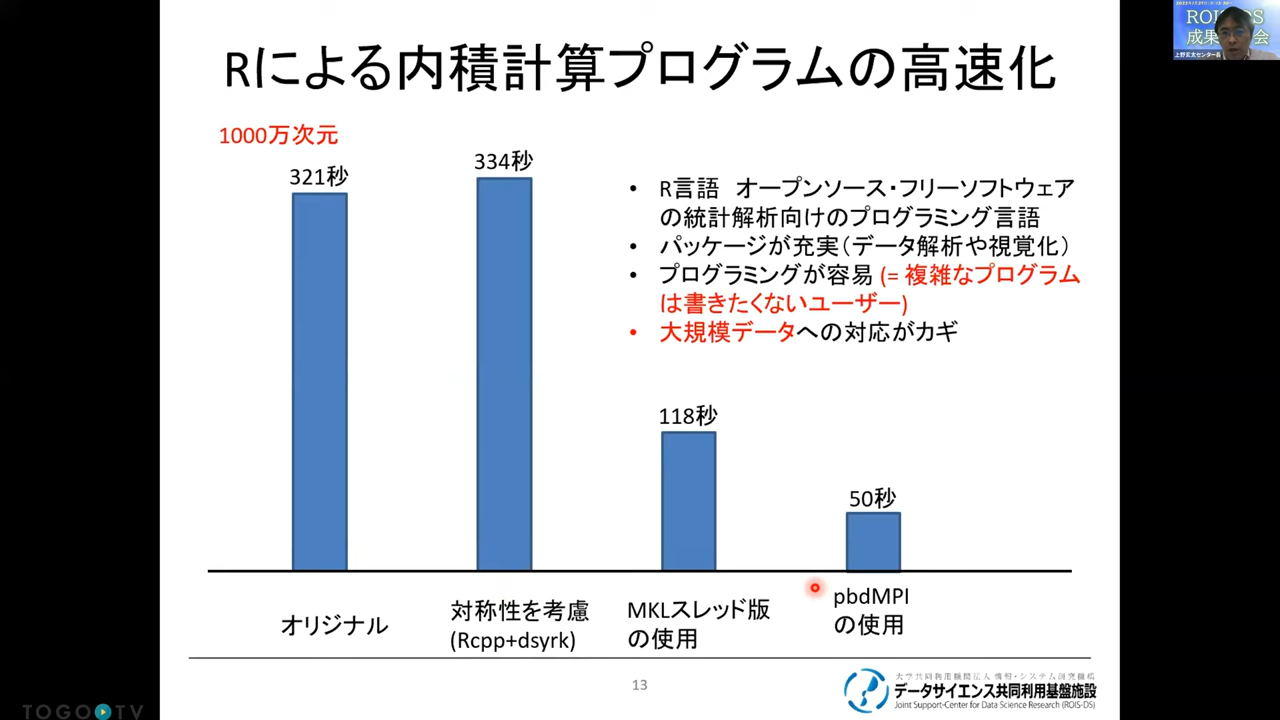 Rによる内積計算プログラムの高速化
1000万次元
321秒
334秒
118秒
50秒
• R言語　オープンソース・フリーソフトウェア
の統計解析向けのプログラミング言語
• パッケージが充実（データ解析や視覚化）
• プログラミングが容易 (= 複雑なプログラム
は書きたくないユーザー)
• 大規模データへの対応がカギ
オリジナル
対称性を考慮
(Rcpp+dsyrk)
MKLスレッド版
の使用
pbdMPI
の使用
13
大学共同利用機関法人 情報・システム研究機構
データサイエンス共同利用基盤施設
Joint Support-Center for Data Science Research (ROIS-DS)
TOGO TV
成果
上野玄太センター長